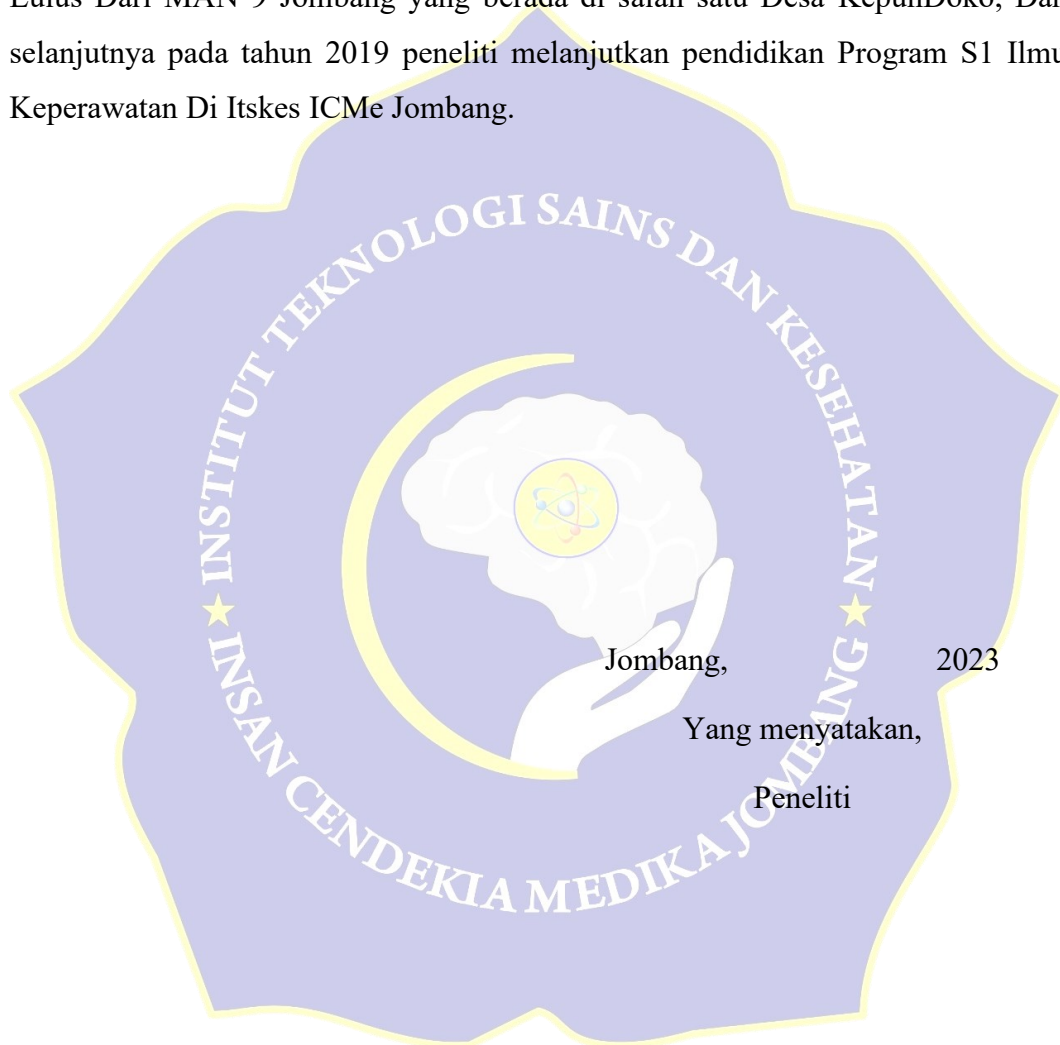 Lulus Dari MAN 9 Jombang yang berada di salah satu Desa KepuhDoko, Dan
selanjutnya pada tahun 2019 peneliti melanjutkan pendidikan Program S1 Ilmu
Keperawatan Di Itskes ICMe Jombang.
INSTITUT TEKNOLOGI SAINS DAN KESEHATAN
INSAN CENDEKIA MEDIKA JOMBANG
Jombang, 2023
Yang menyatakan,
Peneliti